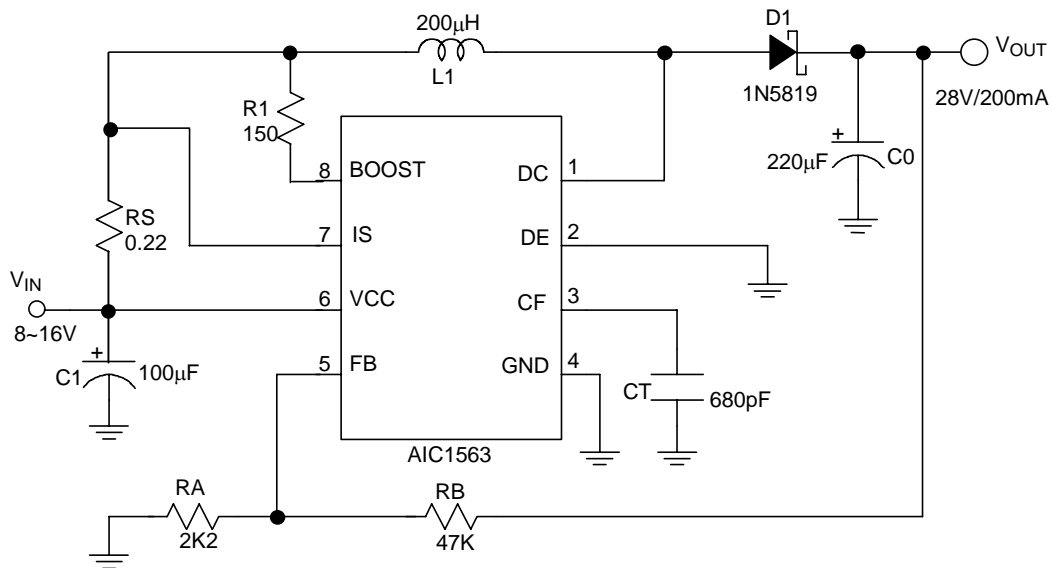 200µH
L1
D1
1N5819
VOUT
28V/200mA
R1
150
8 BOOST
DC 1
220µF
C0
RS
0.22
7 IS
DE 2
VIN
8~16V
6 VCC
CF 3
C1
100µF
5 FB
GND 4
CT
680pF
AIC1563
RA
2K2
RB
47K
+
+